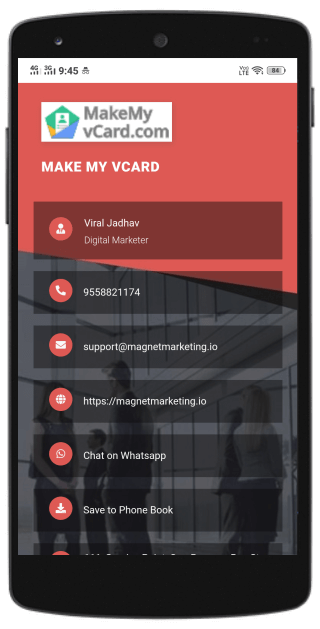 4G 3G 9:45 Vo) LTE 84
MakeMy
vCard.com
MAKE MY VCARD
Viral Jadhav
Digital Marketer
9558821174
support@magnetmarketing.io
https://magnetmarketing.io
Chat on Whatsapp
Save to Phone Book